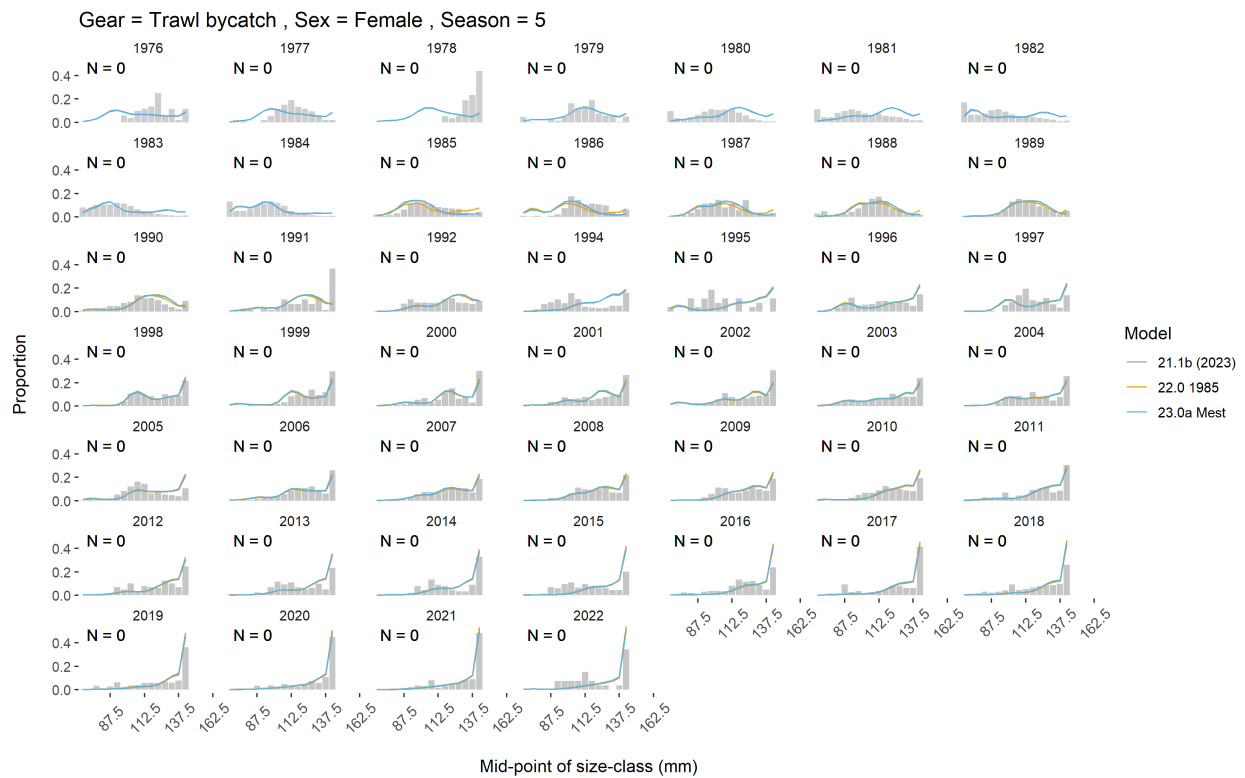 Gear = Trawl bycatch , Sex = Female , Season = 5
1976 1977 1978 1979 1980 1981 1982
N = 0 N = 0 N = 0 N = 0 N = 0 N = 0 N = 0
0.4
0.2
0.0
1983 1984 1985 1986 1987 1988 1989
N = 0 N = 0 N = 0 N = 0 N = 0 N = 0 N = 0
0.4
0.2
0.0
1990 1991 1992 1994 1995 1996 1997
N = 0 N = 0 N = 0 N = 0 N = 0 N = 0 N = 0
0.4
0.2
0.0
1998 1999 2000 2001 2002 2003 2004
N = 0 N = 0 N = 0 N = 0 N = 0 N = 0 N = 0
0.4
0.2
0.0
2005 2006 2007 2008 2009 2010 2011
N = 0 N = 0 N = 0 N = 0 N = 0 N = 0 N = 0
0.4
0.2
0.0
2012 2013 2014 2015 2016 2017 2018
N = 0 N = 0 N = 0 N = 0 N = 0 N = 0 N = 0
0.4
0.2
0.0
87.5 112.5 137.5 162.5 87.5 112.5 137.5 162.5 87.5 112.5 137.5 162.5
2019 2020 2021 2022
N = 0 N = 0 N = 0 N = 0
0.4
0.2
0.0
87.5 112.5 137.5 162.5 87.5 112.5 137.5 162.5 87.5 112.5 137.5 162.5 87.5 112.5 137.5 162.5
Mid-point of size-class (mm)
Proportion
Model
21.1b (2023)
22.0 1985
23.0a Mest